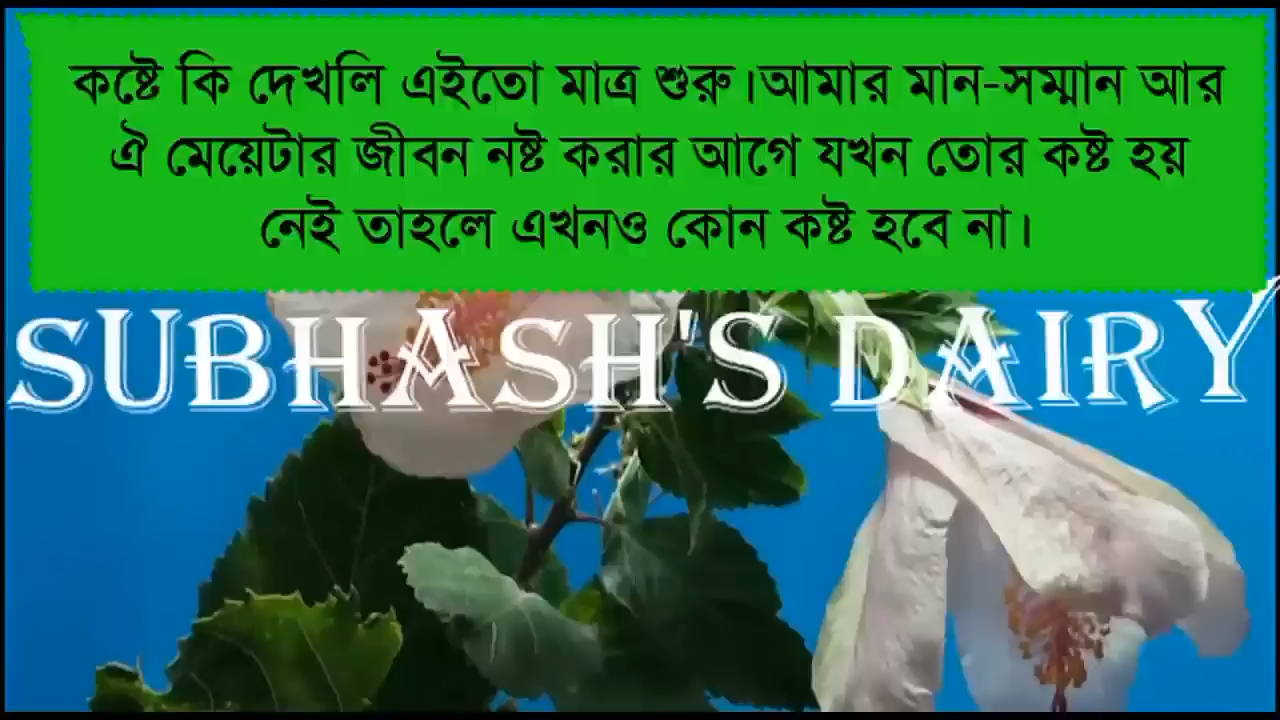 কষ্টে কি দেখলি এইতো মাত্র শুরু।আমার মান-সম্মান আর
ঐ মেয়েটার জীবন নষ্ট করার আগে যখন তোর কষ্ট হয়
নেই তাহলে এখনও কোন কষ্ট হবে না।
SUBHASH'S DAIRY